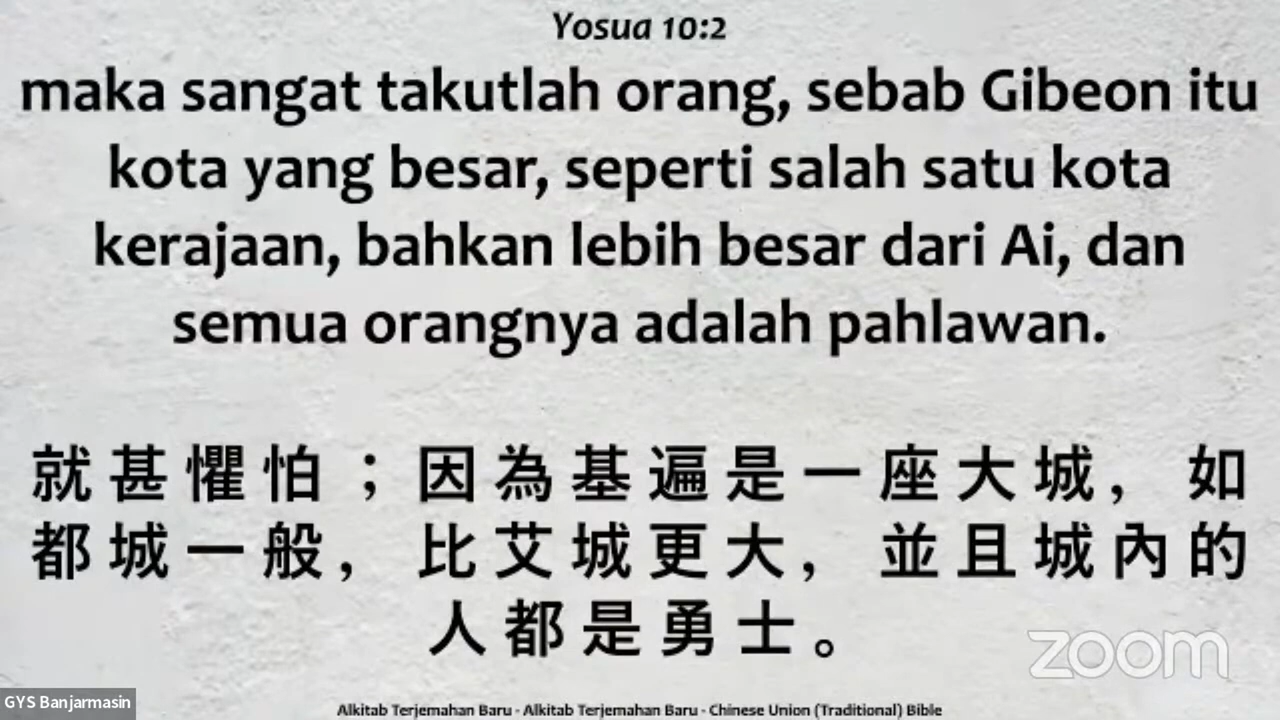 Yosua 10:2
maka sangat takutlah orang, sebab Gibeon itu
kota yang besar, seperti salah satu kota
kerajaan, bahkan lebih besar dari Ai, dan
semua orangnya adalah pahlawan.
就甚懼怕；因為基遍是一座大城，如
都城一般，比艾城更大，並且城內的
人都是勇士。
zoom
GYS Banjarmasin
Alkitab Terjemahan Baru - Alkitab Terjemahan Baru - Chinese Union (Traditional) Bible